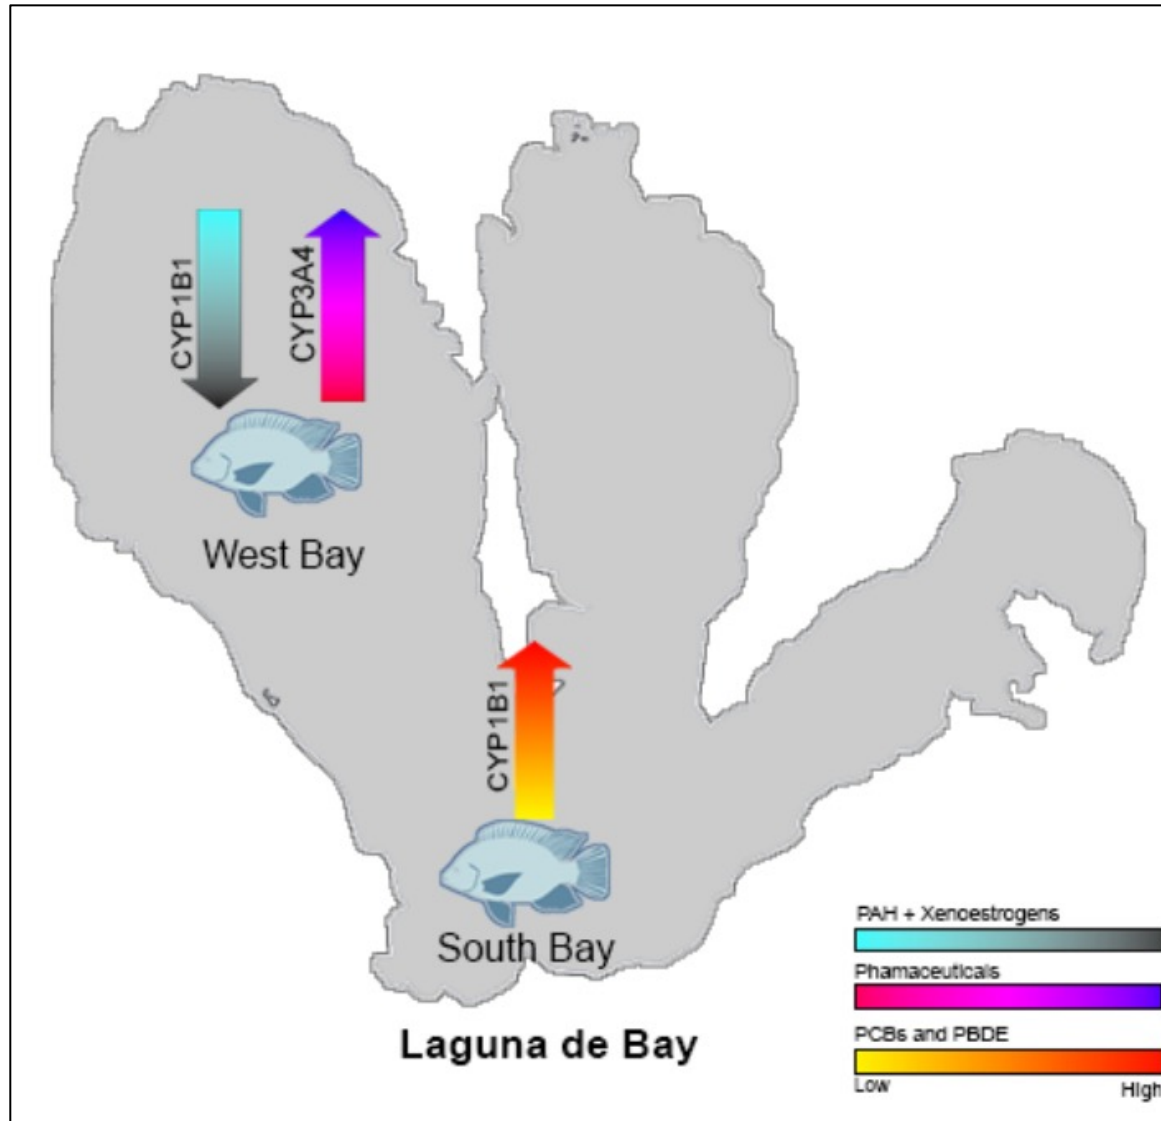 CYP1B1
CYP3A4
West Bay
CYP1B1
South Bay
Laguna de Bay
PAH + Xenoestrogens
Phamaceuticals
PCBs and PBDE
Low
High